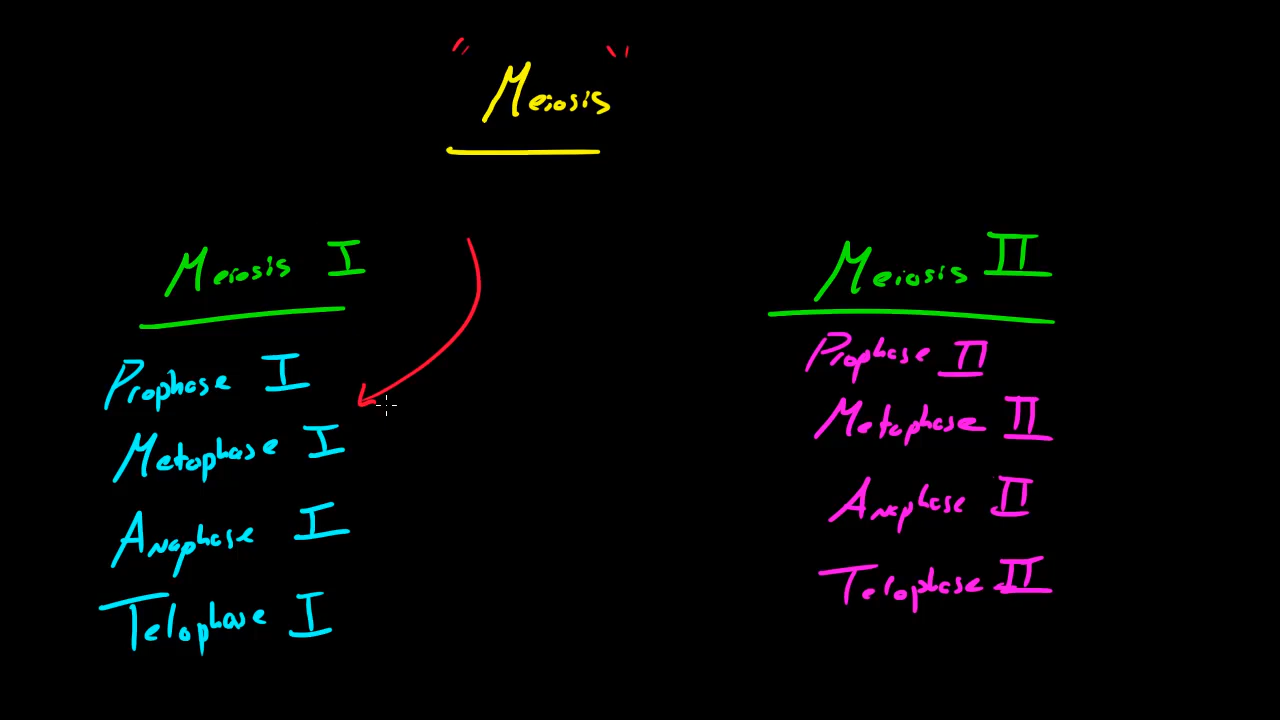 "Meiosis"
Meiosis I
Prophase I
Metaphase I
Anaphase I
Telophase I
Meiosis II
Prophase II
Metaphase II
Anaphase II
Telophase II